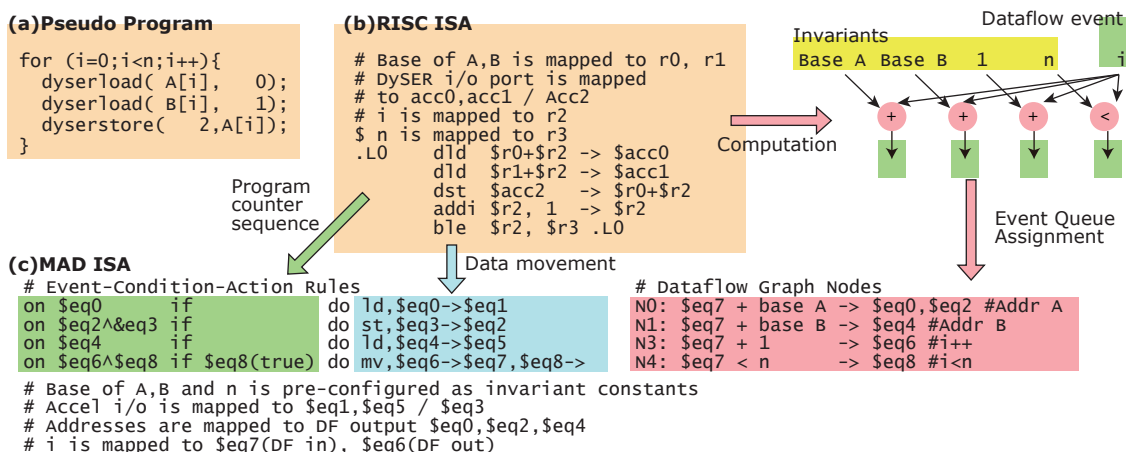 (a)Pseudo Program
for (i=0;i<n;i++){
dyserload( A[i], 0);
dyserload( B[i], 1);
dyserstore( 2,A[i]);
}
(b)RISC ISA
# Base of A,B is mapped to r0, r1
# DySER i/o port is mapped
# to acc0,acc1 / Acc2
# i is mapped to r2
$ n is mapped to r3
.L0 dld $r0+$r2 -> $acc0
dld $r1+$r2 -> $acc1
dst $acc2 -> $r0+$r2
addi $r2, 1 -> $r2
ble $r2, $r3 .L0
Dataflow event
Invariants
Base A Base B 1 n i
+ + + <
Computation
Program
counter
sequence
Data movement
Event Queue
Assignment
(c)MAD ISA
# Event-Condition-Action Rules
on $eq0 if do ld,$eq0->$eq1
on $eq2^&eq3 if do st,$eq3->$eq2
on $eq4 if do ld,$eq4->$eq5
on $eq6^$eq8 if $eq8(true) do mv,$eq6->$eq7,$eq8->
# Base of A,B and n is pre-configured as invariant constants
# Accel i/o is mapped to $eq1,$eq5 / $eq3
# Addresses are mapped to DF output $eq0,$eq2,$eq4
# i is mapped to $eq7(DF in), $eq6(DF out)
# Dataflow Graph Nodes
N0: $eq7 + base A -> $eq0,$eq2 #Addr A
N1: $eq7 + base B -> $eq4 #Addr B
N3: $eq7 + 1 -> $eq6 #i++
N4: $eq7 < n -> $eq8 #i<n